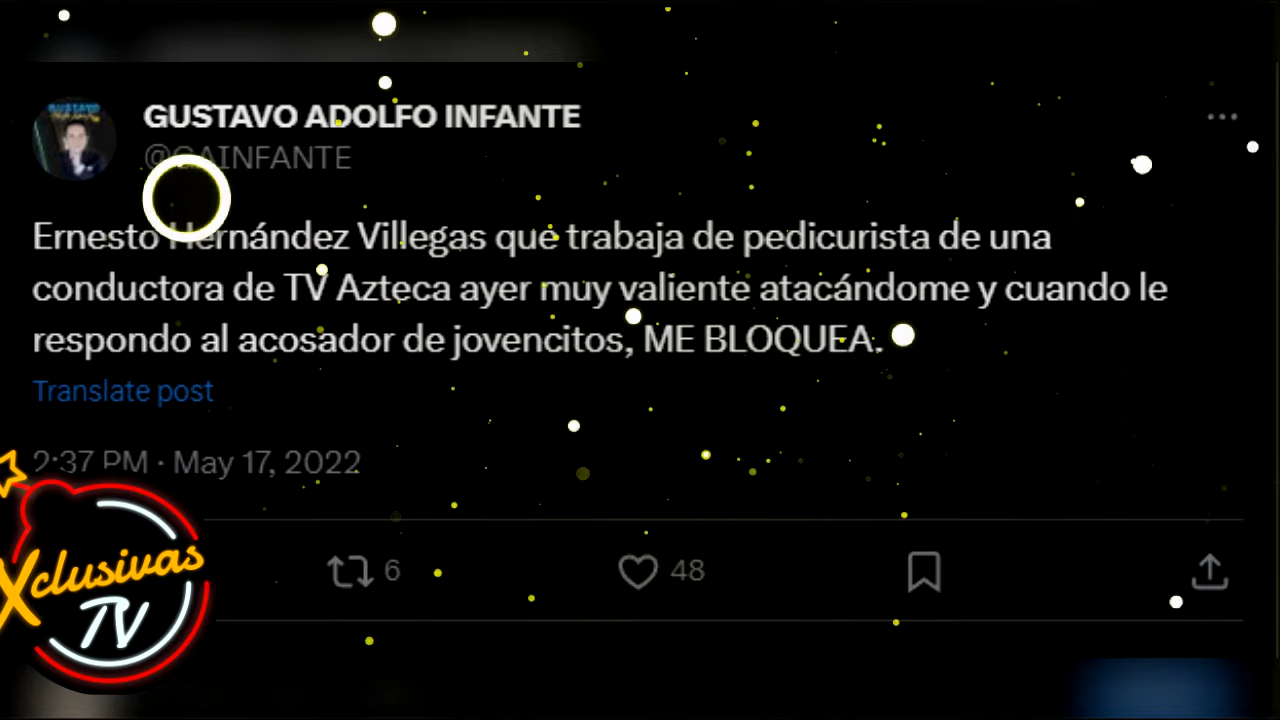 GUSTAVO ADOLFO INFANTE
@GAINFANTE
Ernesto Hernández Villegas que trabaja de pedicurista de una
conductora de TV Azteca ayer muy valiente atacándome y cuando le
respondo al acosador de jovencitos, ME BLOQUEA.
Translate post
2:37 PM · May 17, 2022
6
48
Xclusivas
TV